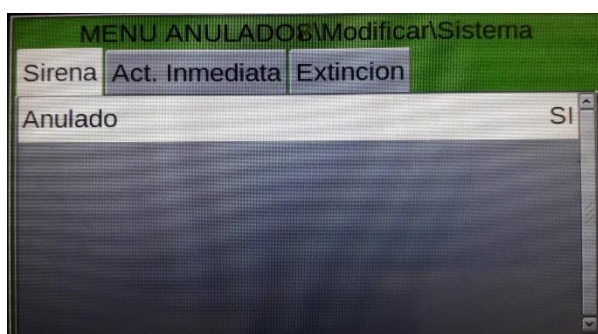 MENU ANULADOS\Modificar\Sistema
Sirena Act. Inmediata Extincion
Anulado SI